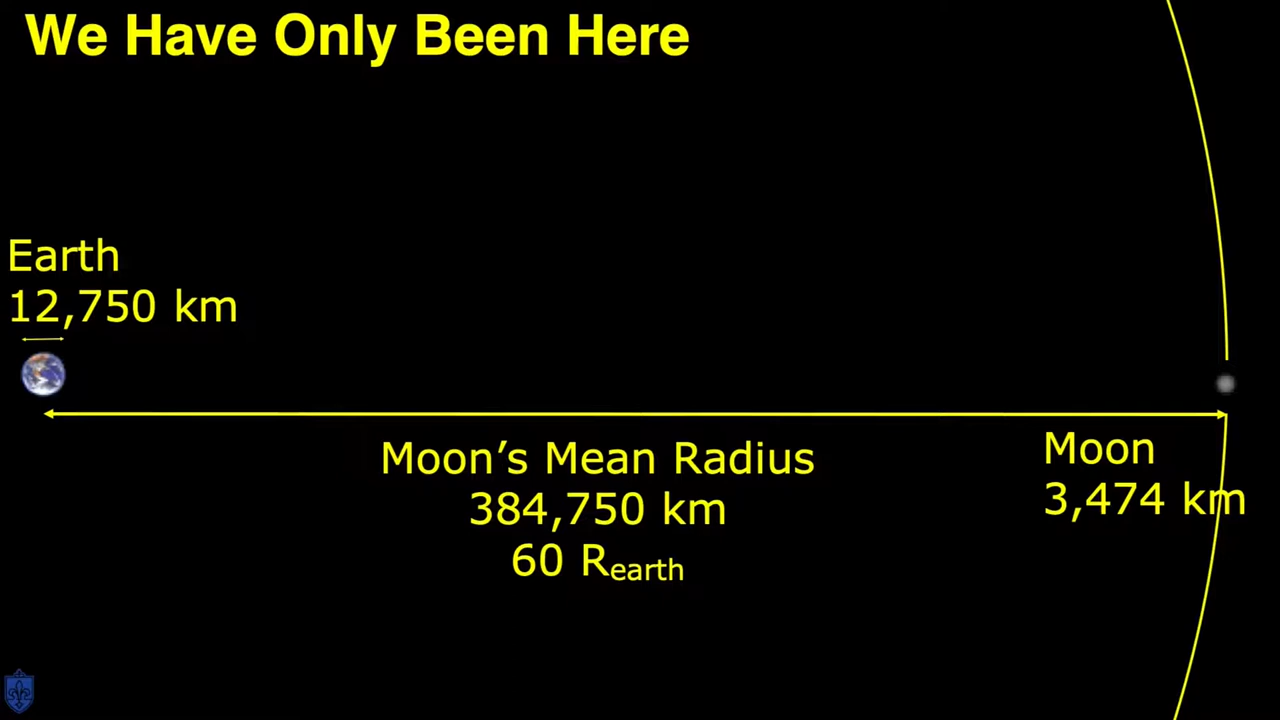 We Have Only Been Here
Earth
12,750 km
Moon’s Mean Radius
384,750 km
60 Rearth
Moon
3,474 km